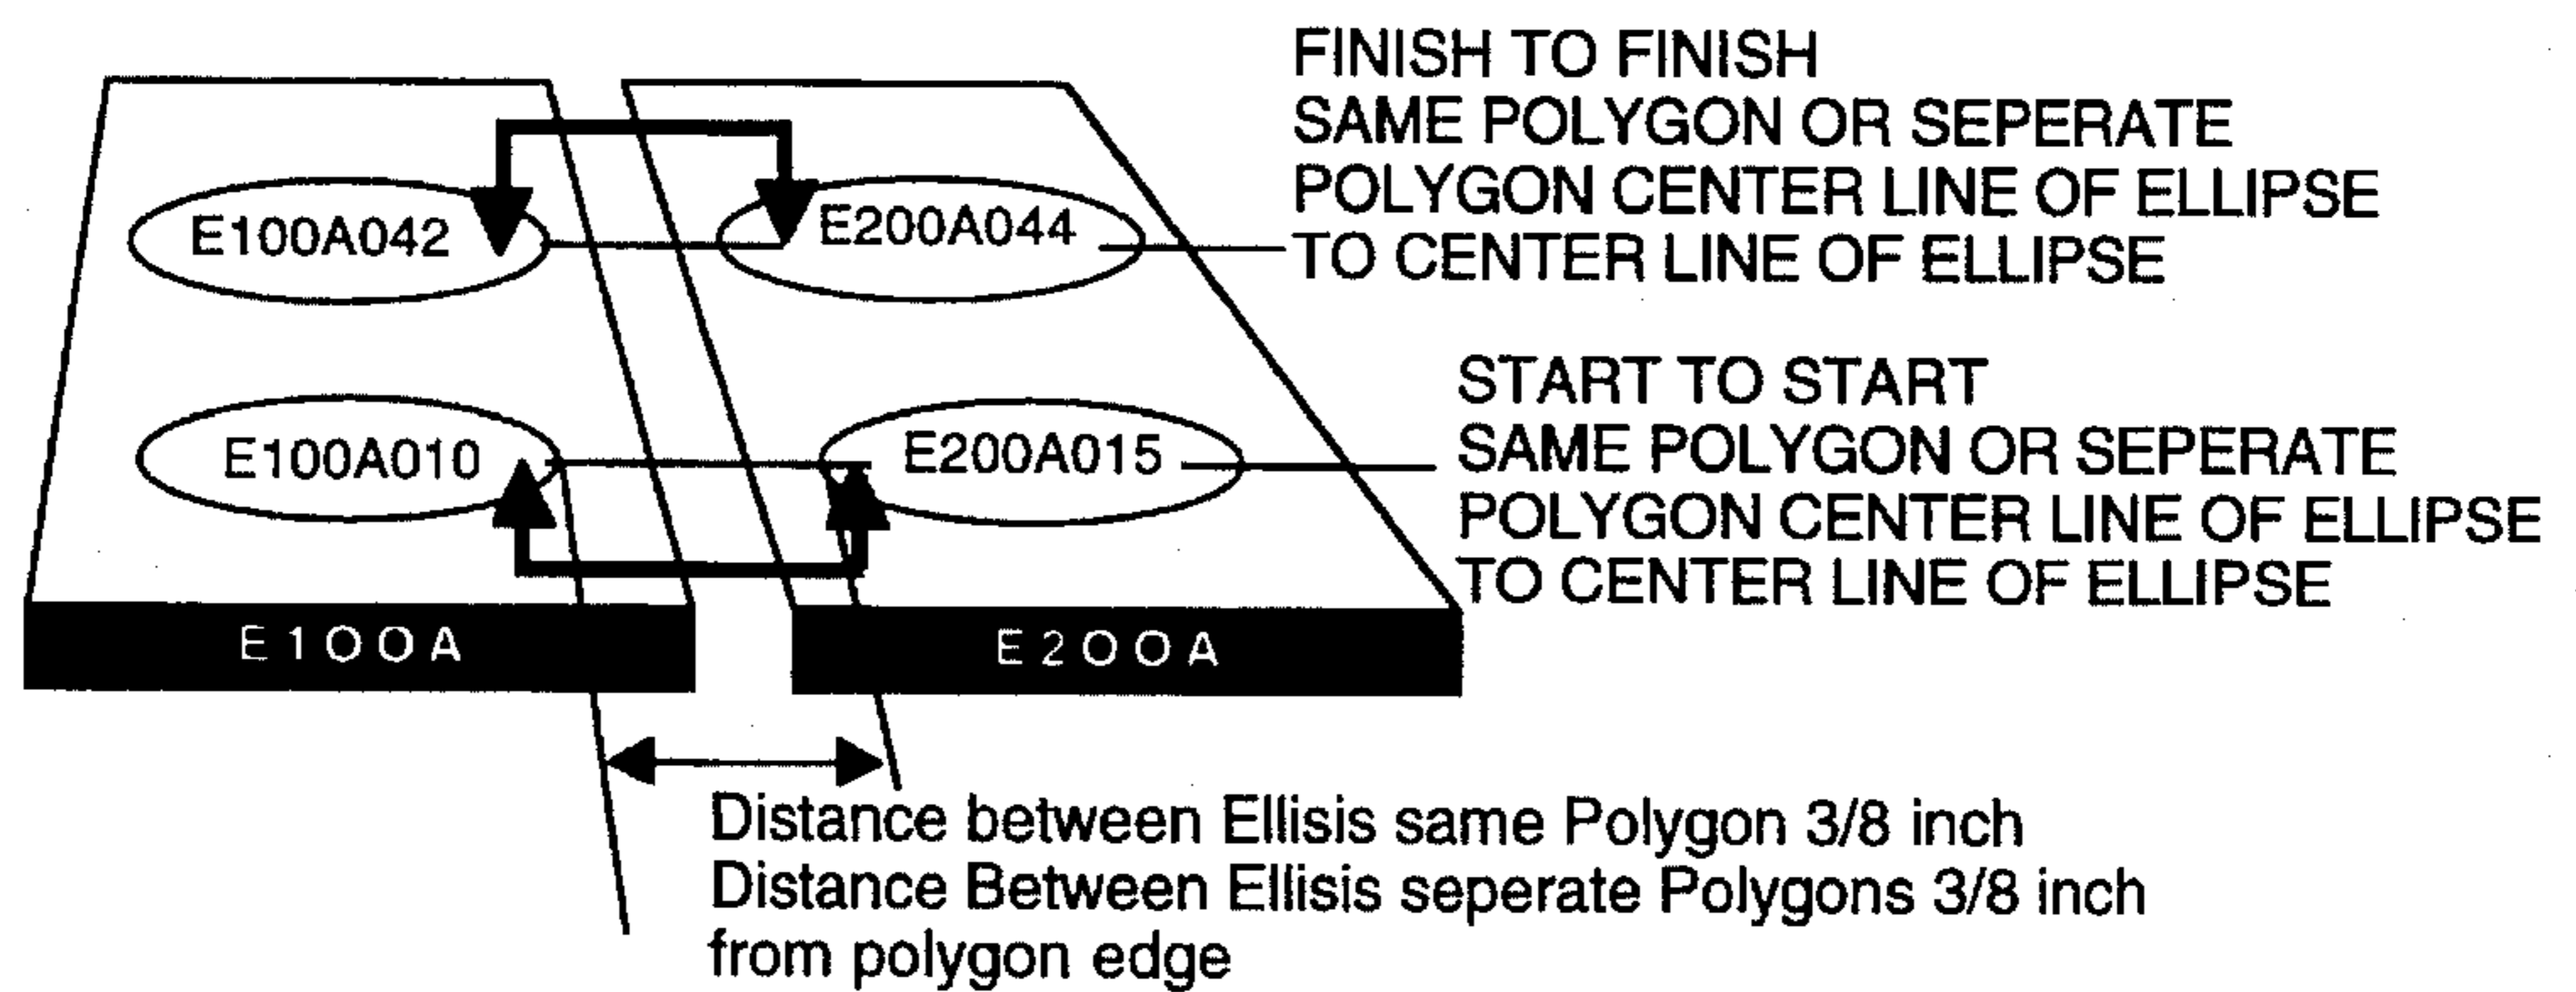 FINISH TO FINISH
SAME POLYGON OR SEPERATE
POLYGON CENTER LINE OF ELLIPSE
TO CENTER LINE OF ELLIPSE
E100A042
E200A044
START TO START
SAME POLYGON OR SEPERATE
POLYGON CENTER LINE OF ELLIPSE
TO CENTER LINE OF ELLIPSE
E100A010
E200A015
E100A
E200A
Distance between Ellisis same Polygon 3/8 inch
Distance Between Ellisis seperate Polygons 3/8 inch
from polygon edge